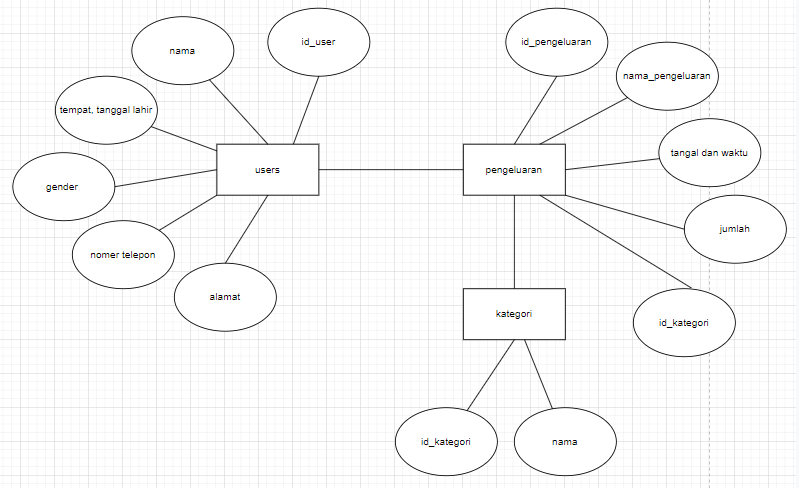 id_user
nama
tempat, tanggal lahir
gender
nomer telepon
alamat
users
id_pengeluaran
nama_pengeluaran
tangal dan waktu
jumlah
id_kategori
pengeluaran
kategori
id_kategori
nama